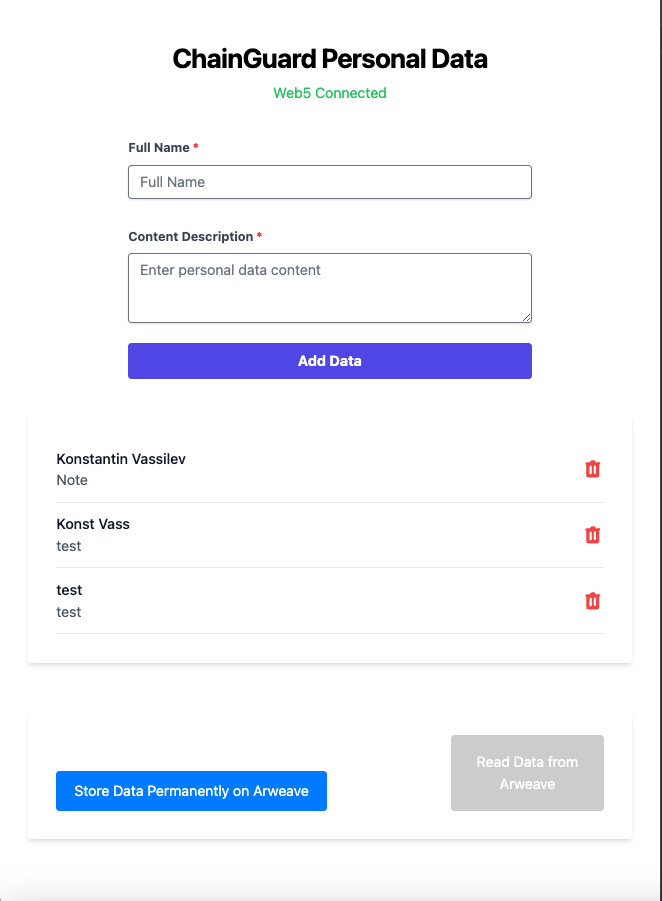 ChainGuard Personal Data
Web5 Connected
Full Name *
Full Name
Content Description *
Enter personal data content
Add Data
Konstantin Vassilev
Note
Konst Vass
test
test
test
Store Data Permanently on Arweave
Read Data from
Arweave